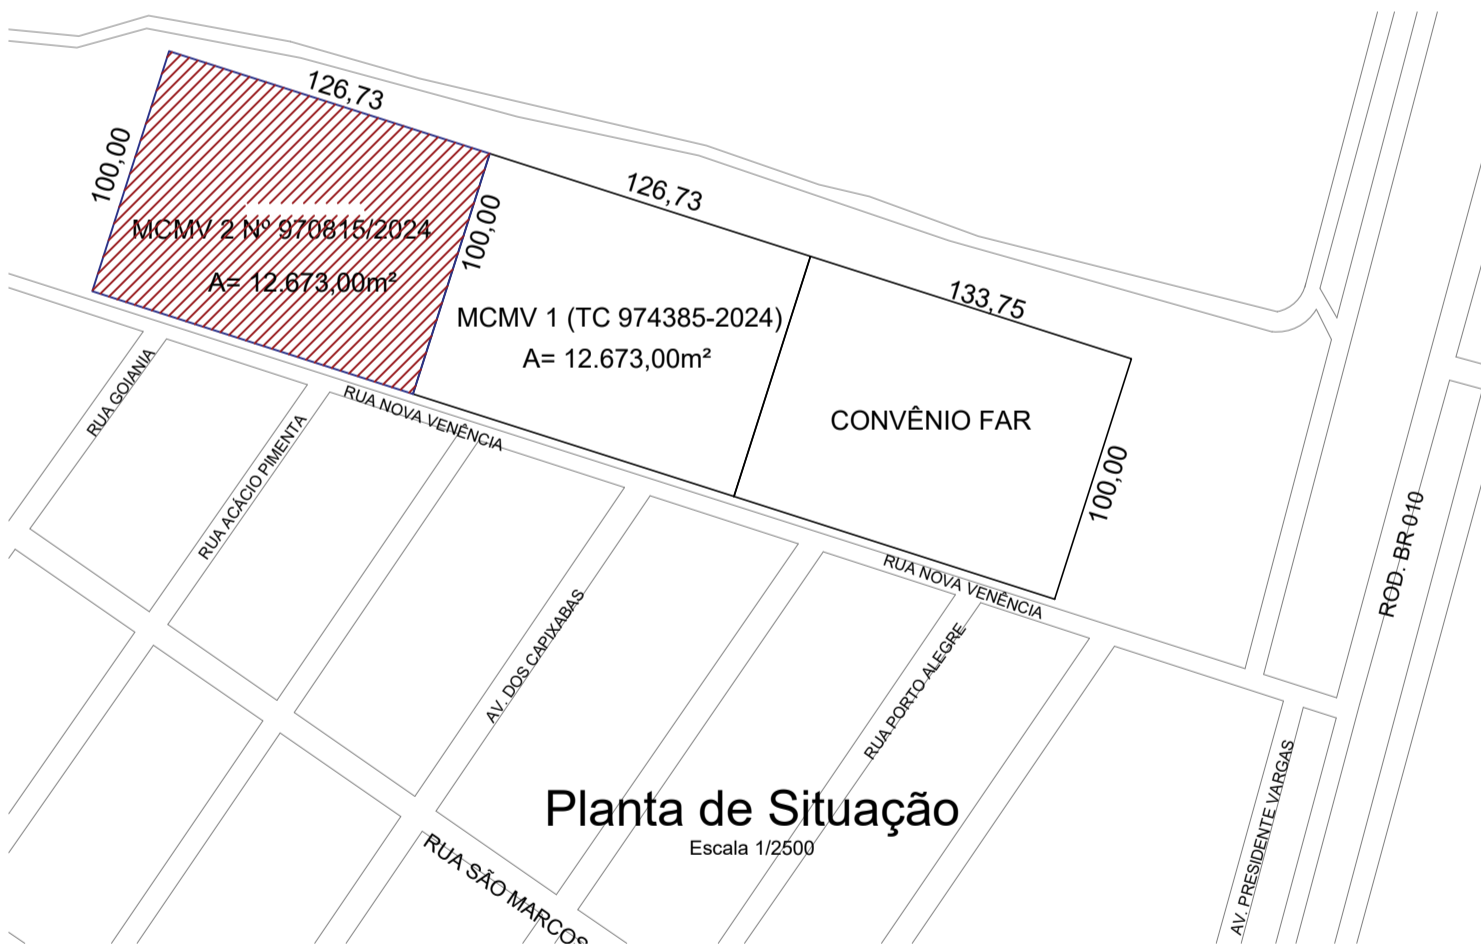 126,73
100,00
MCMV 2 Nº 970815/2024
A= 12.673,00m²
100,00
126,73
MCMV 1 (TC 974385-2024)
A= 12.673,00m²
133,75
CONVÊNIO FAR
100,00
RUA GOIANIA
RUA ACÁCIO PIMENTA
RUA NOVA VENÊNCIA
AV. DOS CAPIXABAS
RUA NOVA VENÊNCIA
RUA PORTO ALEGRE
ROD. BR 010
AV. PRESIDENTE VARGAS
RUA SÃO MARCOS
Planta de Situação
Escala 1/2500